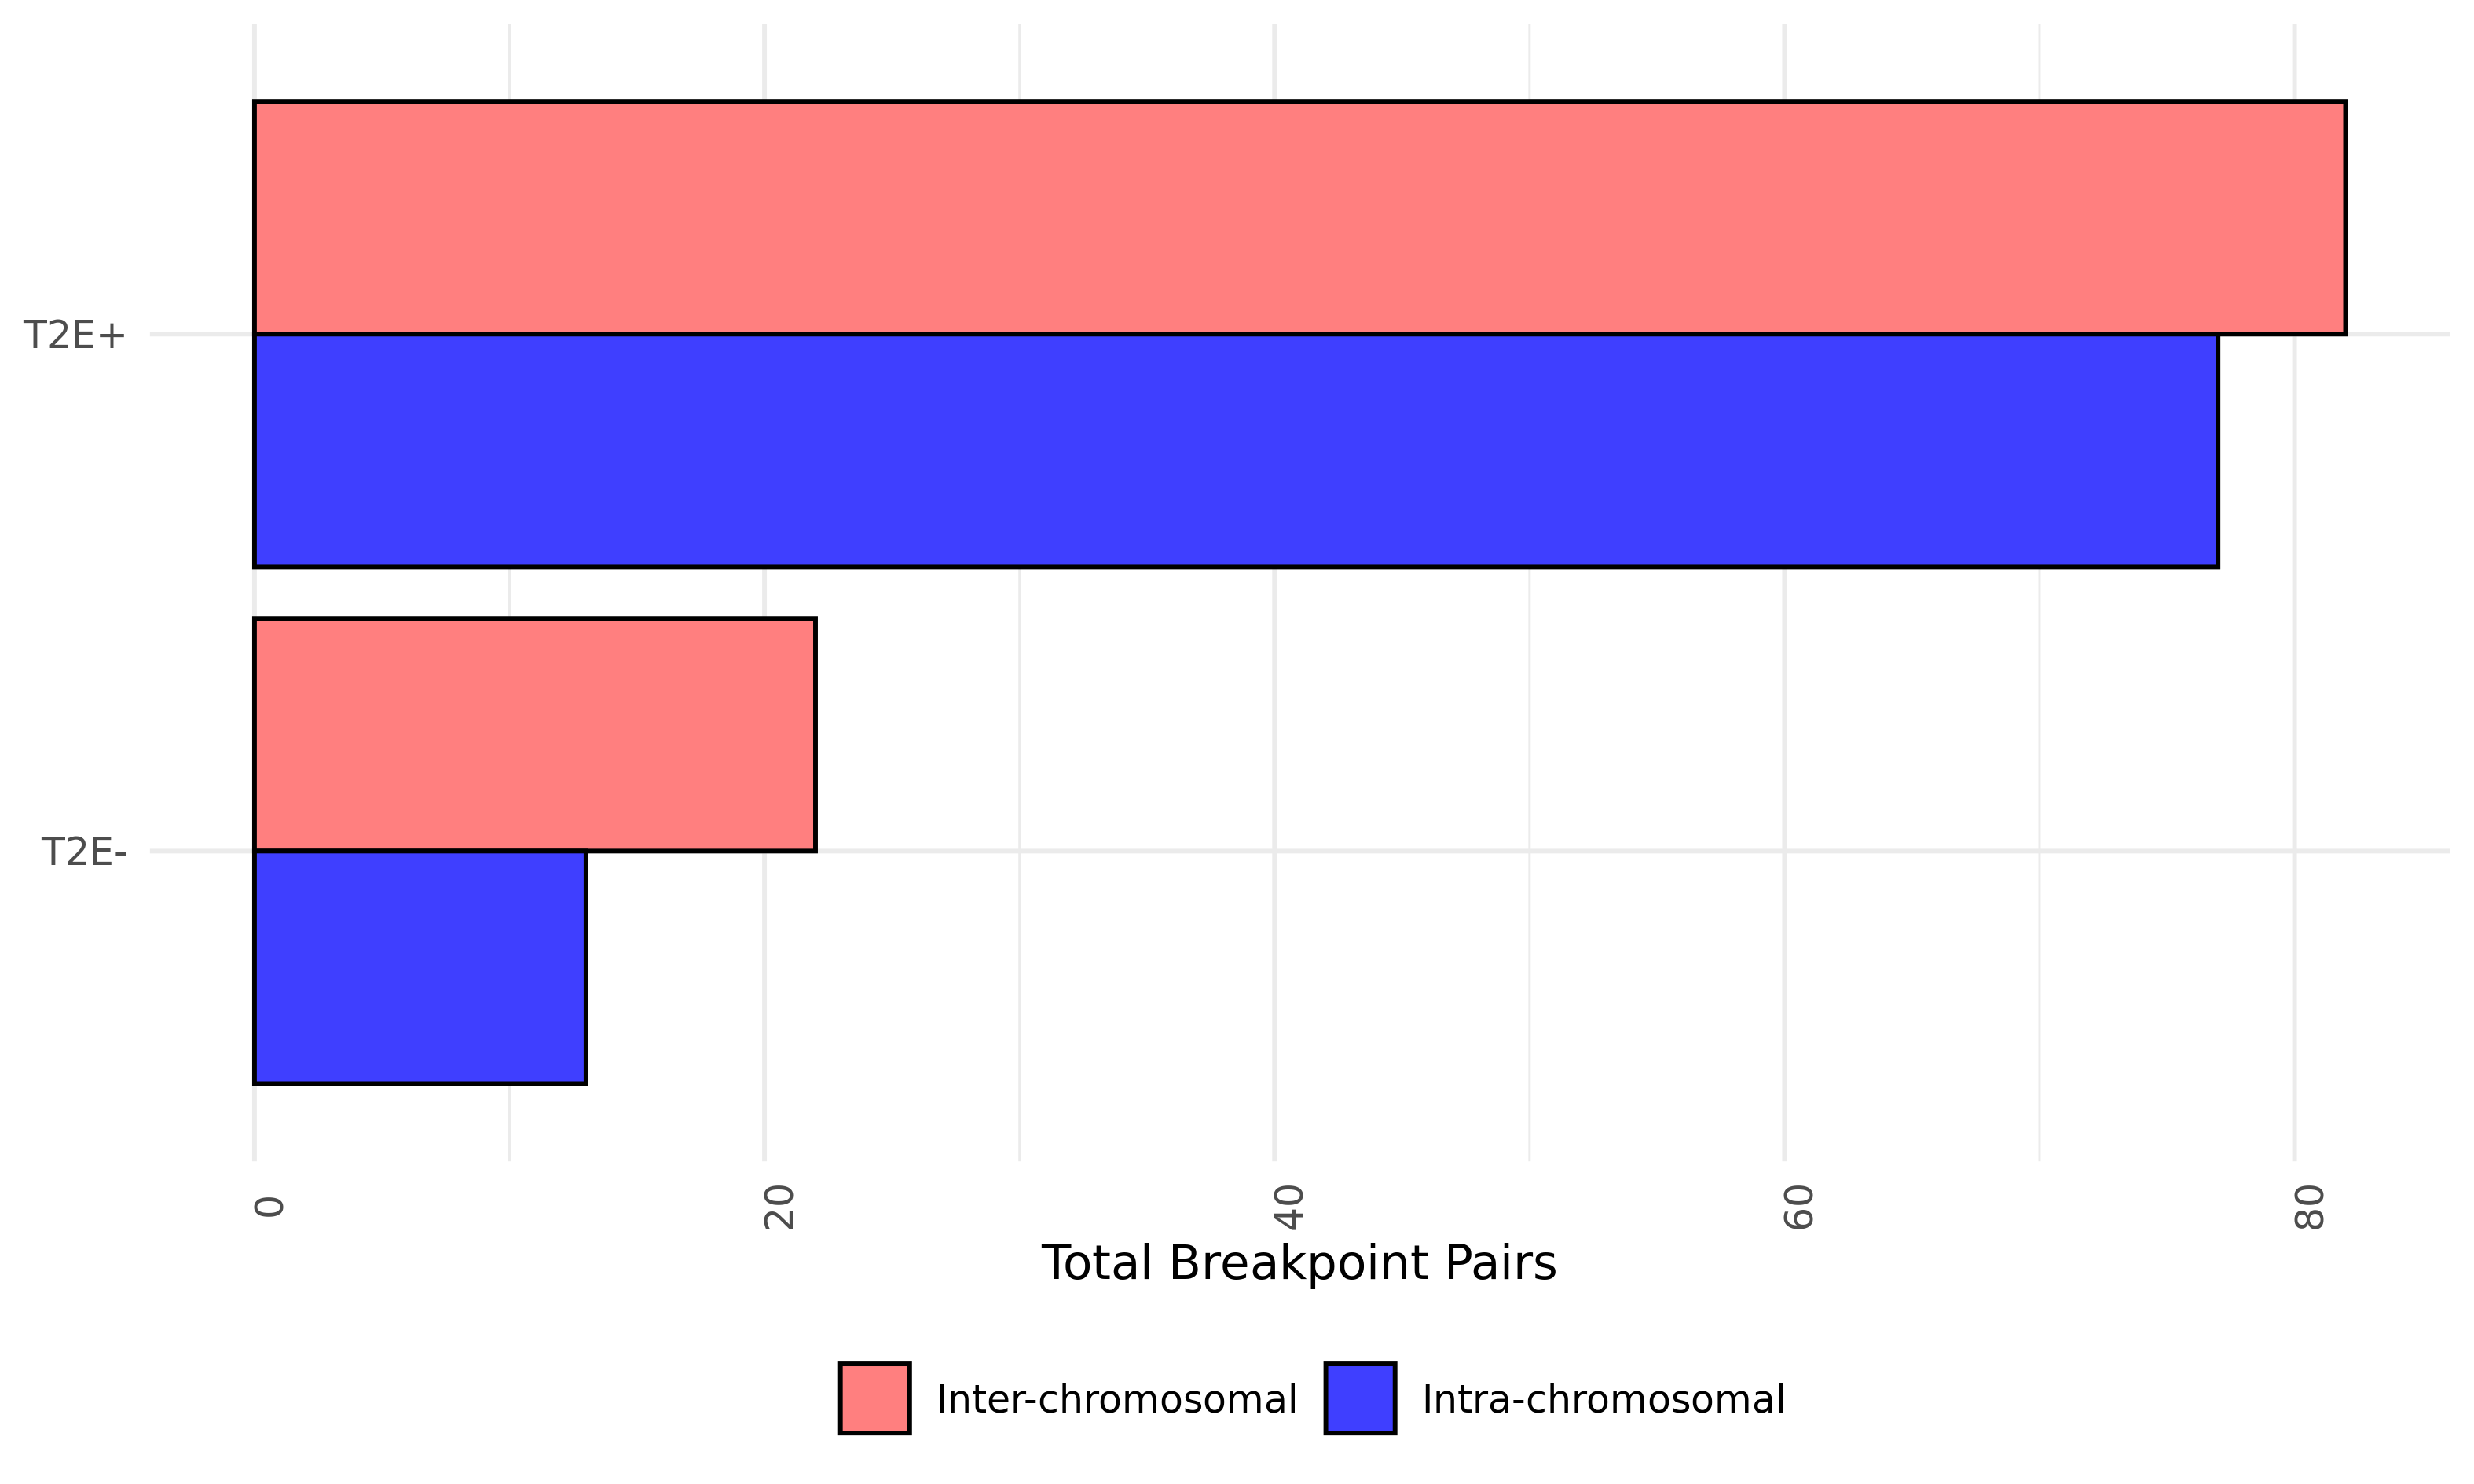 T2E+
T2E-
0 20 40 60 80
Total Breakpoint Pairs
Inter-chromosomal Intra-chromosomal